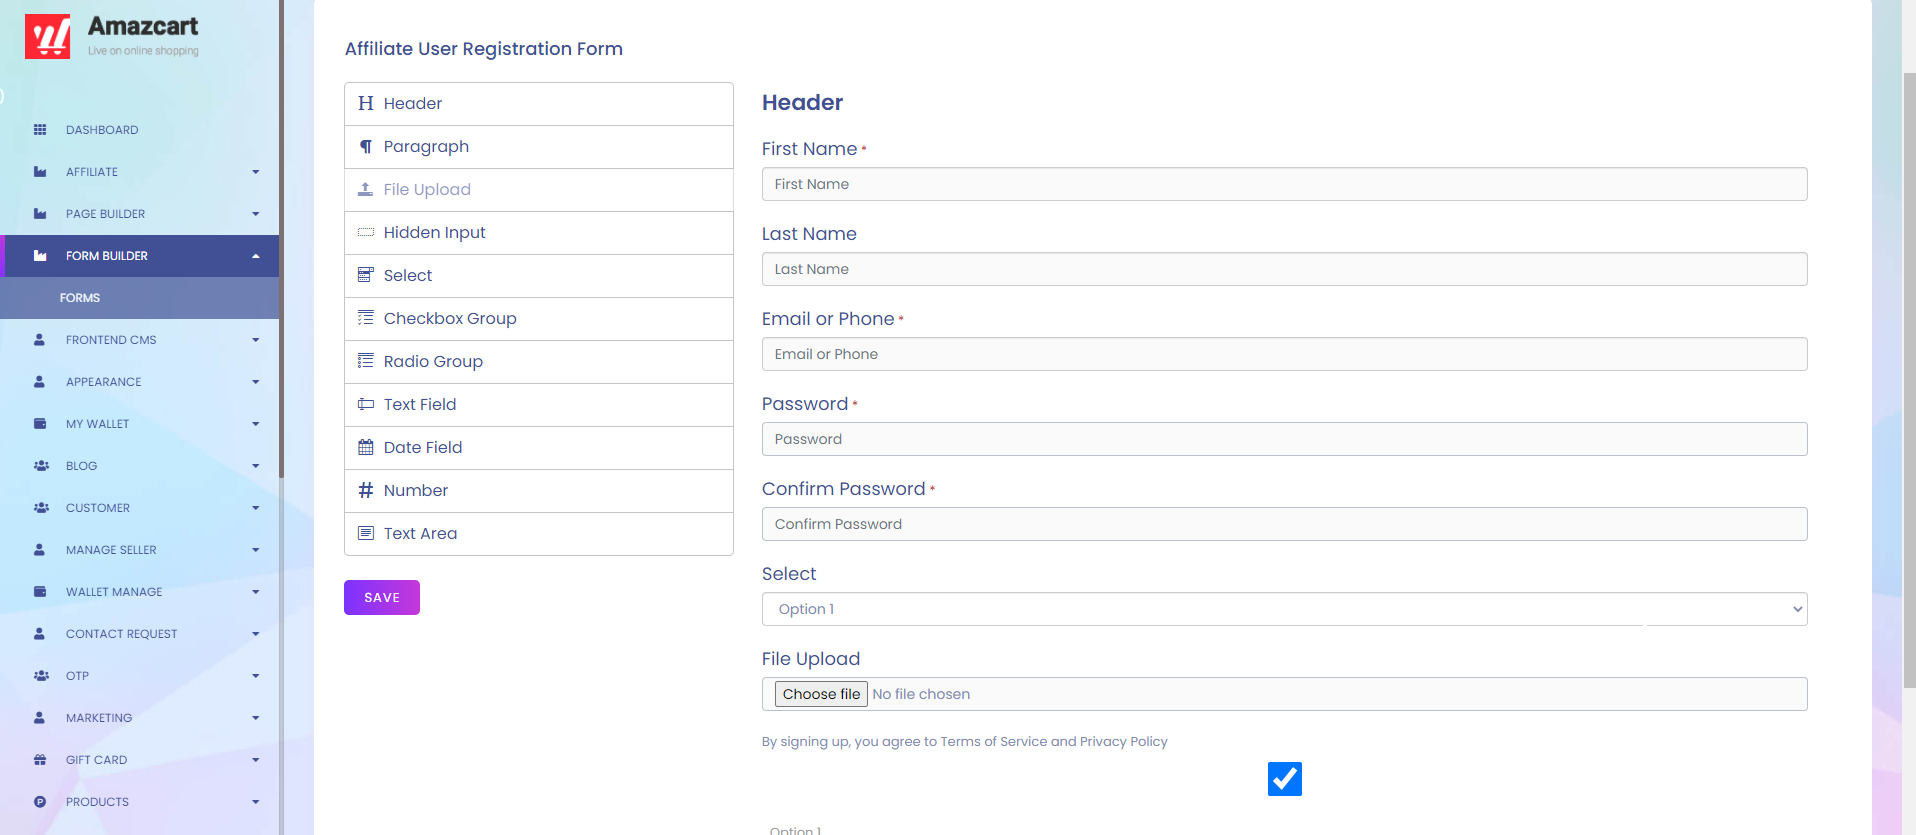 Amazcart
Live on online shopping
DASHBOARD
AFFILIATE
PAGE BUILDER
FORM BUILDER
FORMS
FRONTEND CMS
APPEARANCE
MY WALLET
BLOG
CUSTOMER
MANAGE SELLER
WALLET MANAGE
CONTACT REQUEST
OTP
MARKETING
GIFT CARD
PRODUCTS
Affiliate User Registration Form
Header
Paragraph
File Upload
Hidden Input
Select
Checkbox Group
Radio Group
Text Field
Date Field
Number
Text Area
SAVE
Header
First Name *
First Name
Last Name
Last Name
Email or Phone *
Email or Phone
Password *
Password
Confirm Password *
Confirm Password
Select
Option 1
File Upload
Choose file No file chosen
By signing up, you agree to Terms of Service and Privacy Policy
Option 1